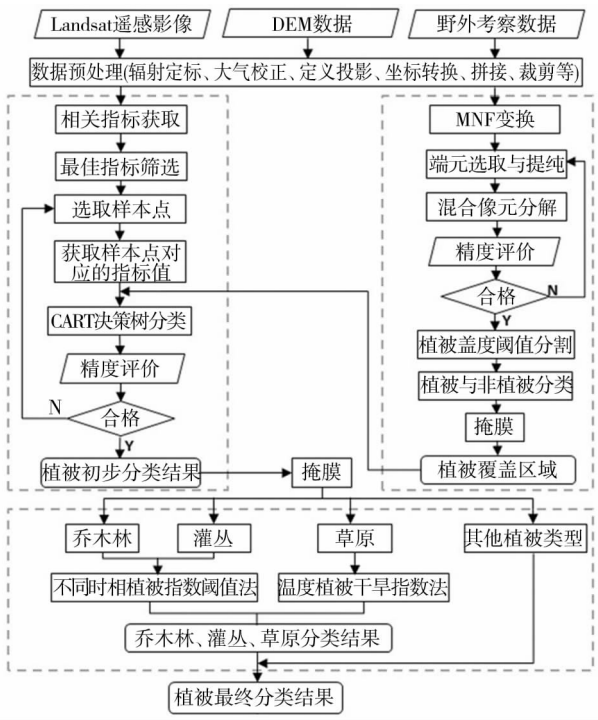 Landsat遥感影像
DEM数据
野外考察数据
数据预处理(辐射定标、大气校正、定义投影、坐标转换、拼接、裁剪等)
相关指标获取
最佳指标筛选
选取样本点
获取样本点对
应的指标值
CART决策树分类
精度评价
N
合格
Y
植被初步分类结果
MNF变换
端元选取与提纯
混合像元分解
精度评价
合格
N
Y
植被盖度阈值分割
植被与非植被分类
掩膜
植被覆盖区域
掩膜
乔木林
灌丛
草原
其他植被类型
不同时相植被指数阈值法
温度植被干旱指数法
乔木林、灌丛、草原分类结果
植被最终分类结果